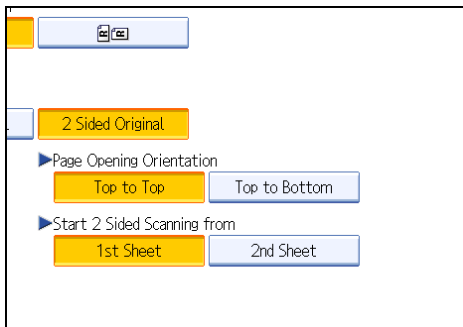 2 Sided Original
Page Opening Orientation
Top to Top
Top to Bottom
Start 2 Sided Scanning from
1st Sheet
2nd Sheet